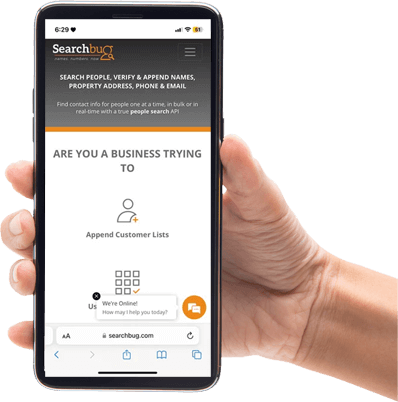 6:29
51
Searchbug
names. numbers. now.
SEARCH PEOPLE, VERIFY & APPEND NAMES,
PROPERTY ADDRESS, PHONE & EMAIL
Find contact info for people one at a time, in bulk or in
real-time with a true people search API
ARE YOU A BUSINESS TRYING
TO
Append Customer Lists
We're Online!
How may I help you today?
AA
searchbug.com